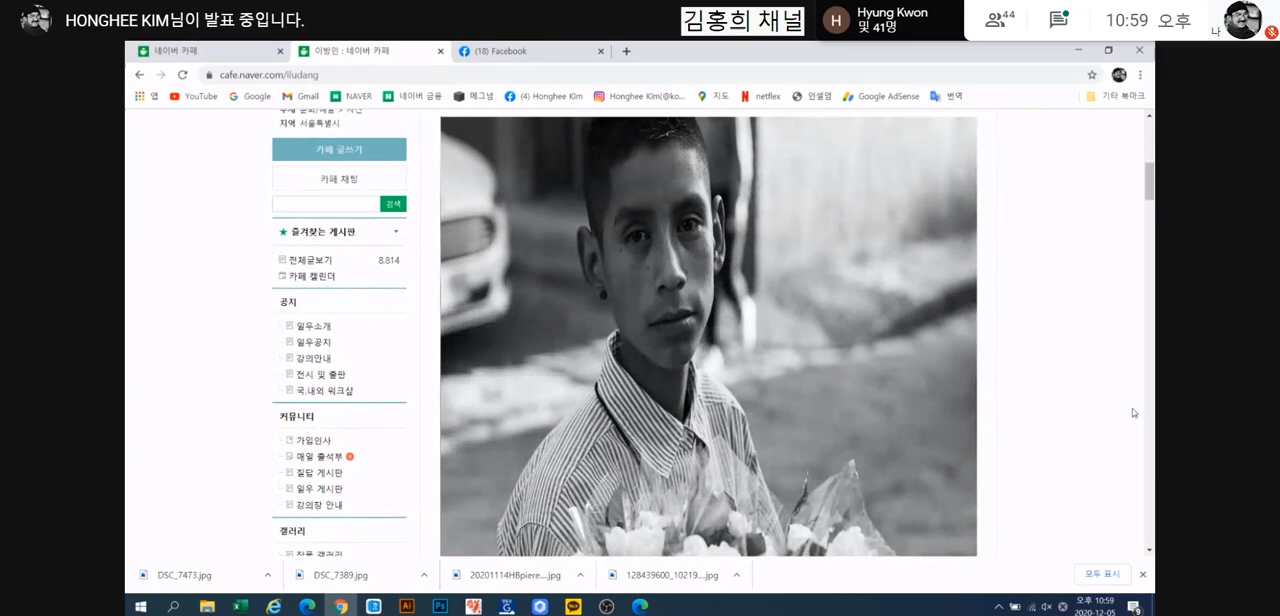 HONGHEE KIM님이 발표 중입니다.
김홍희 채널
H
Hyung Kwon
및 41명
44
10:59 오후
나
네이버 카페
이방인 : 네이버 카페
(18) Facebook
cafe.naver.com/illudang
앱
YouTube
Google
Gmail
NAVER
네이버 금융
메그넘
(4) Honghee Kim
Honghee Kim(@ko...
지도
netflex
인셀덤
Google AdSense
번역
기타 북마크
지역 서울특별시
카페 글쓰기
카페 채팅
검색
즐겨찾는 게시판
전체글보기 8,814
카페 캘린더
공지
일우소개
일우공지
강의안내
전시 및 출판
국,내외 워크샵
커뮤니티
가입인사
매일 출석부
질답 게시판
일우 게시판
강의장 안내
갤러리
작품 갤러리
DSC_7473.jpg
DSC_7389.jpg
20201114HBpiere....jpg
128439600_10219....jpg
모두 표시
오후 10:59
2020-12-05